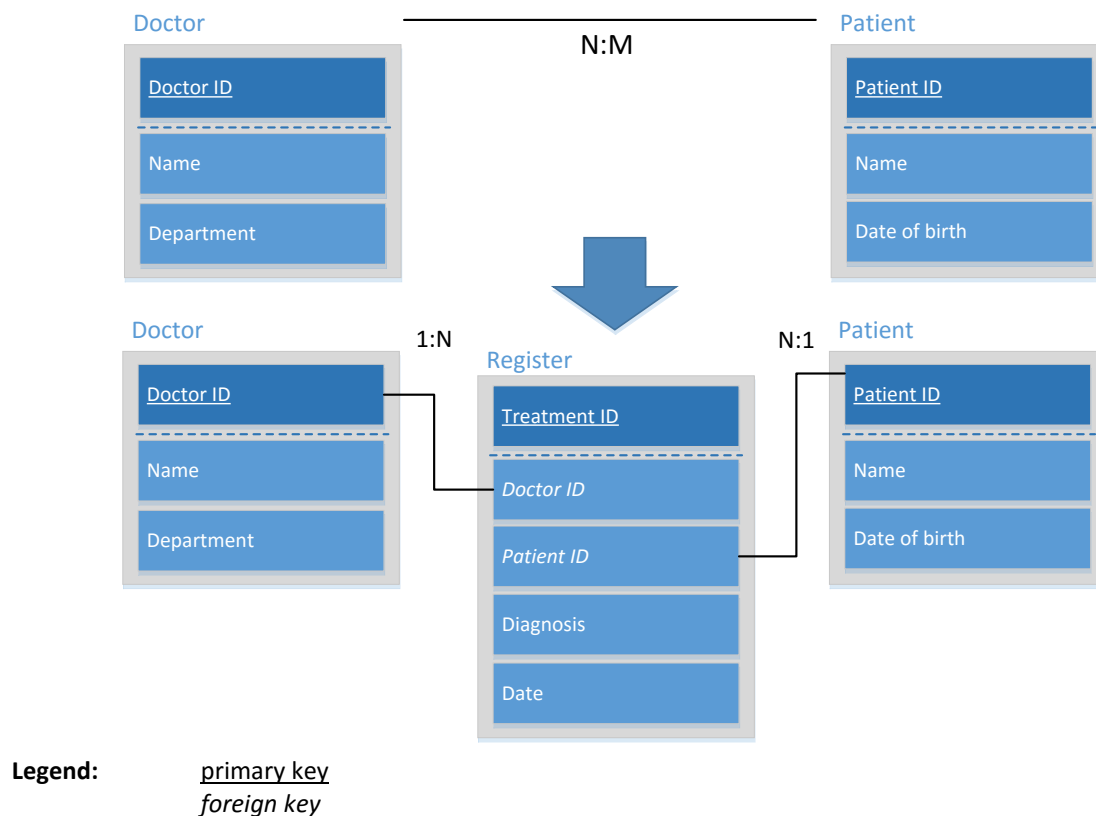 Doctor
Patient
N:M
Doctor ID
Name
Department
Patient ID
Name
Date of birth
Doctor
1:N
Register
N:1
Patient
Doctor ID
Name
Department
Treatment ID
Doctor ID
Patient ID
Diagnosis
Date
Patient ID
Name
Date of birth
Legend: primary key
foreign key